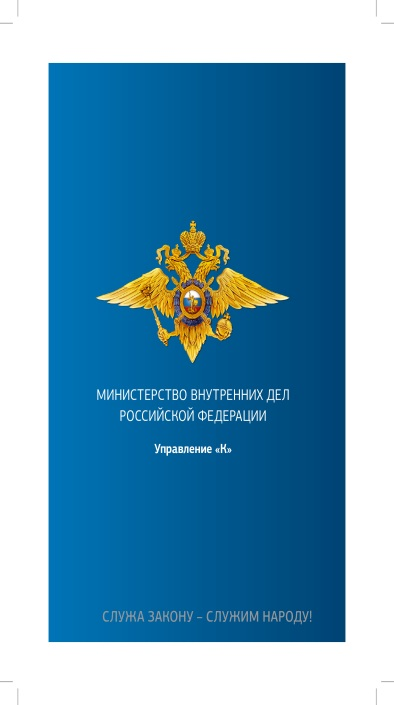 МИНИСТЕРСТВО ВНУТРЕННИХ ДЕЛ
РОССИЙСКОЙ ФЕДЕРАЦИИ
Управление «К»
СЛУЖА ЗАКОНУ – СЛУЖИМ НАРОДУ!